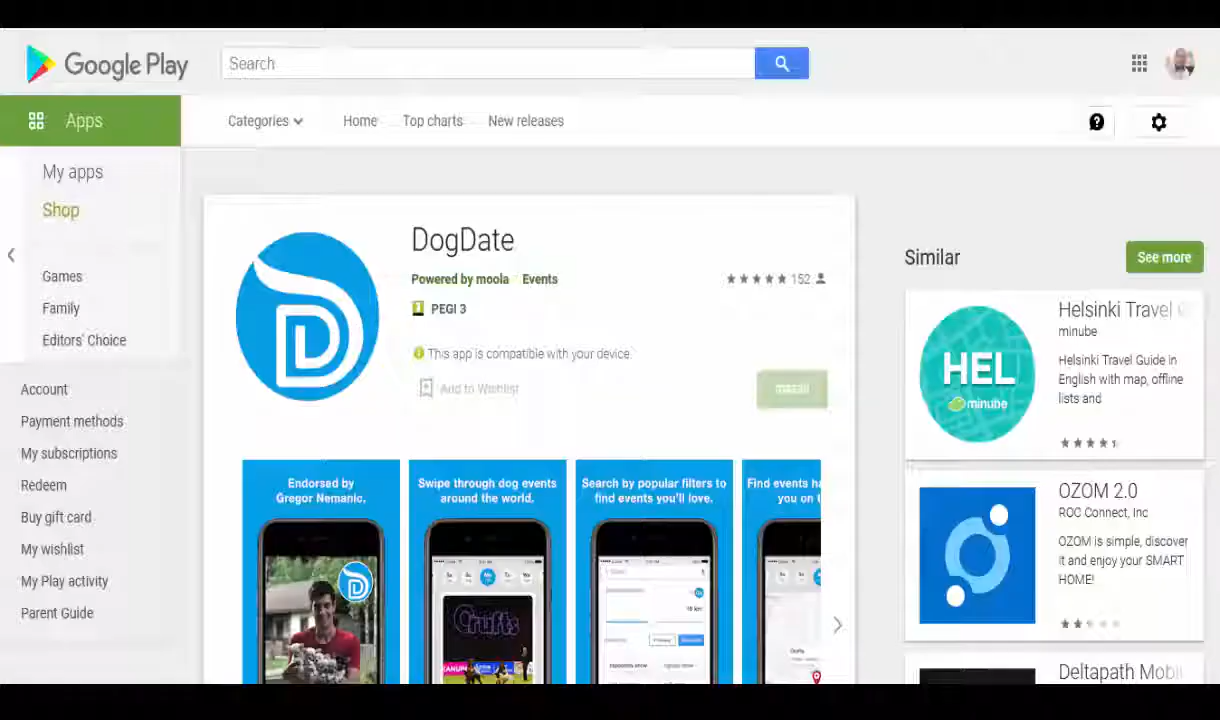 Google Play
Search
Apps
Categories
Home
Top charts
New releases
My apps
Shop
Games
Family
Editors' Choice
Account
Payment methods
My subscriptions
Redeem
Buy gift card
My wishlist
My Play activity
Parent Guide
DogDate
Powered by moola Events
152
3 PEGI 3
This app is compatible with your device.
Add to Wishlist
Install
Endorsed by
Gregor Nemanic.
Swipe through dog events
around the world.
Crufts
Search by popular filters to
find events you'll love.
Find events
you on
Similar
See more
HEL
minube
Helsinki Travel
minube
Helsinki Travel Guide in
English with map, offline
lists and
OZOM 2.0
ROC Connect, Inc
OZOM is simple, discover
it and enjoy your SMART
HOME!
Deltapath Mobi